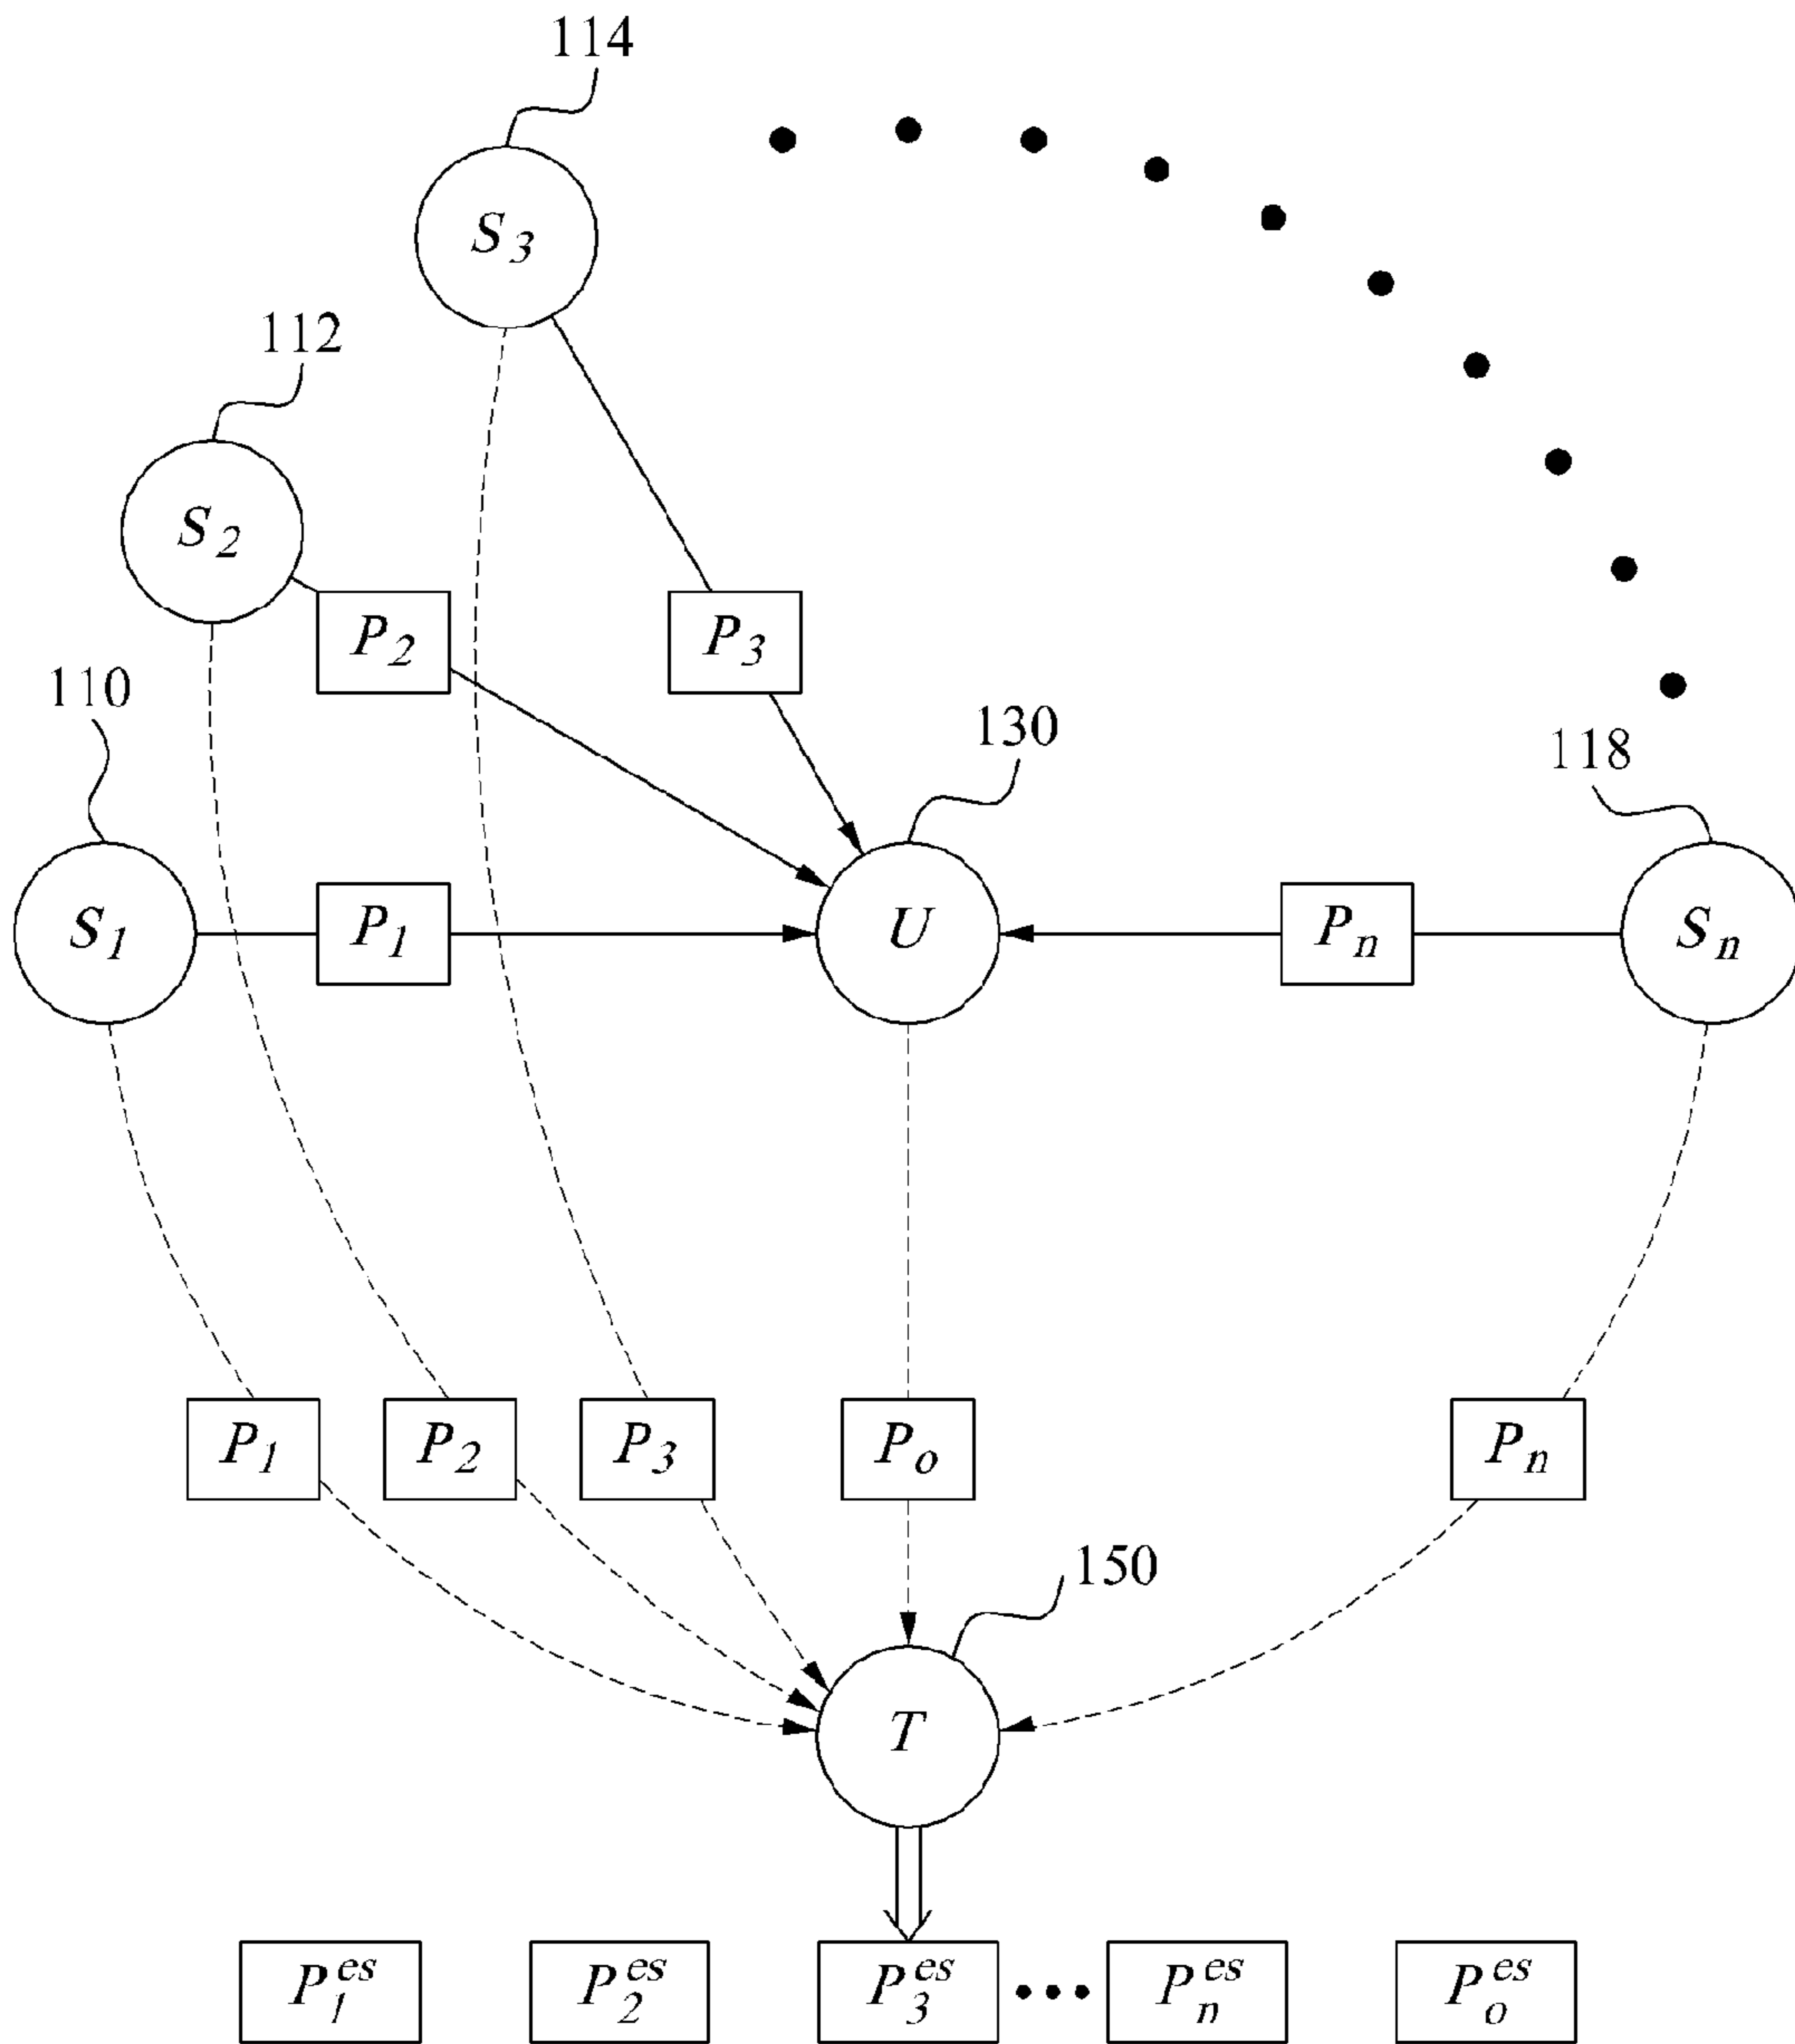 114
S₃
112
S₂
P₂
P₃
110
130
118
S₁
P₁
U
Pₙ
Sₙ
P₁
P₂
P₃
Pₒ
Pₙ
150
T
P₁ᵉˢ
P₂ᵉˢ
P₃ᵉˢ
•••
Pₙᵉˢ
Pₒᵉˢ